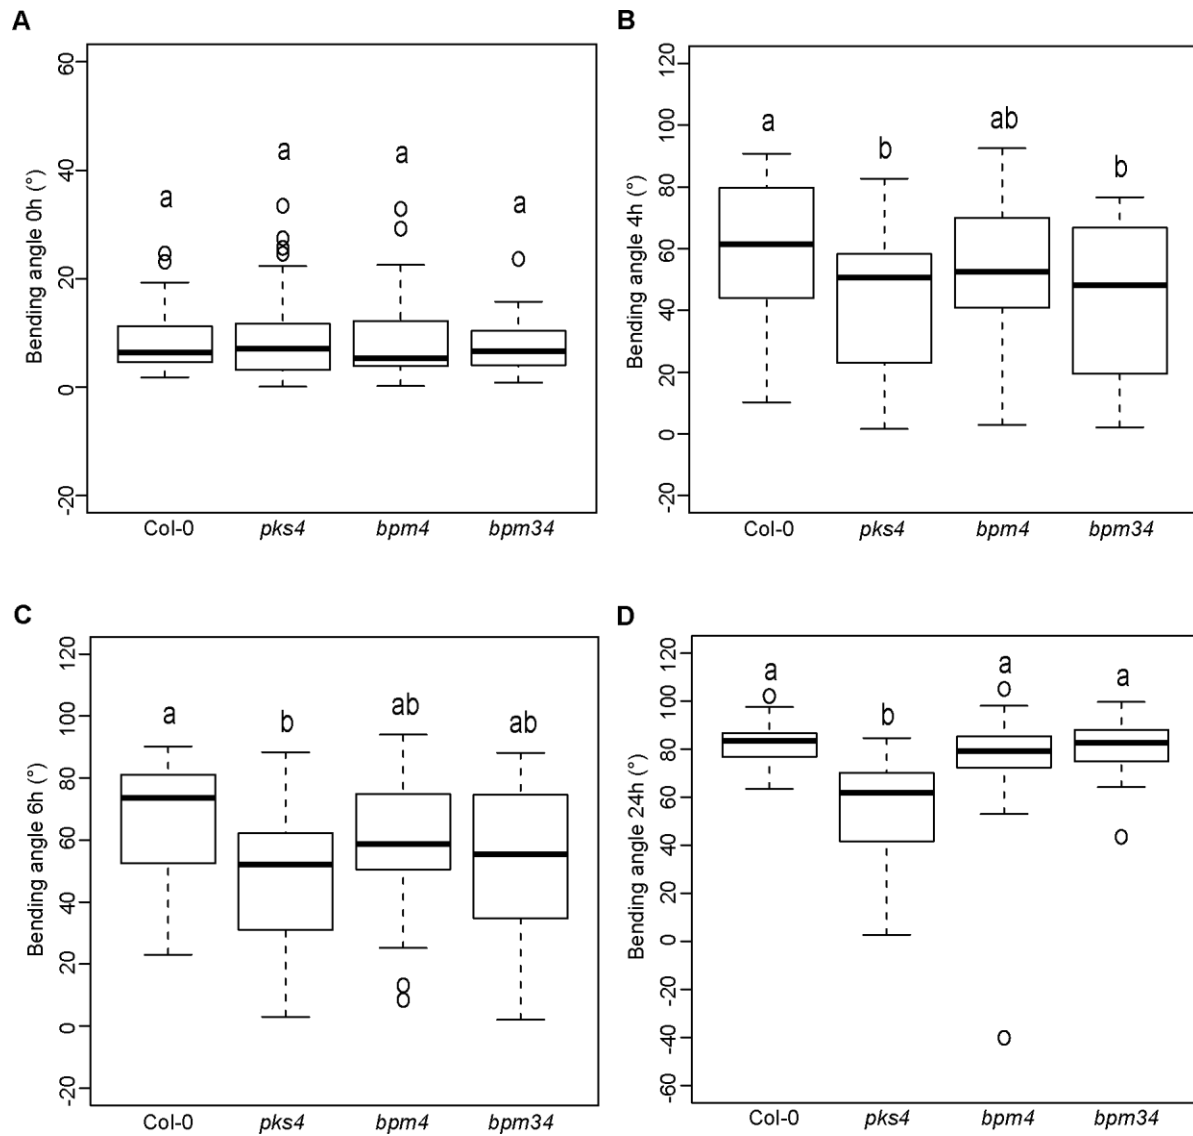 A
Bending angle 0h (°)
60
40
20
0
-20
a
a
a
a
Col-0
pks4
bpm4
bpm34
B
Bending angle 4h (°)
120
100
80
60
40
20
0
-20
a
b
ab
b
Col-0
pks4
bpm4
bpm34
C
Bending angle 6h (°)
120
100
80
60
40
20
0
-20
a
b
ab
ab
Col-0
pks4
bpm4
bpm34
D
Bending angle 24h (°)
120
100
80
60
40
20
0
-20
-40
-60
a
b
a
a
Col-0
pks4
bpm4
bpm34